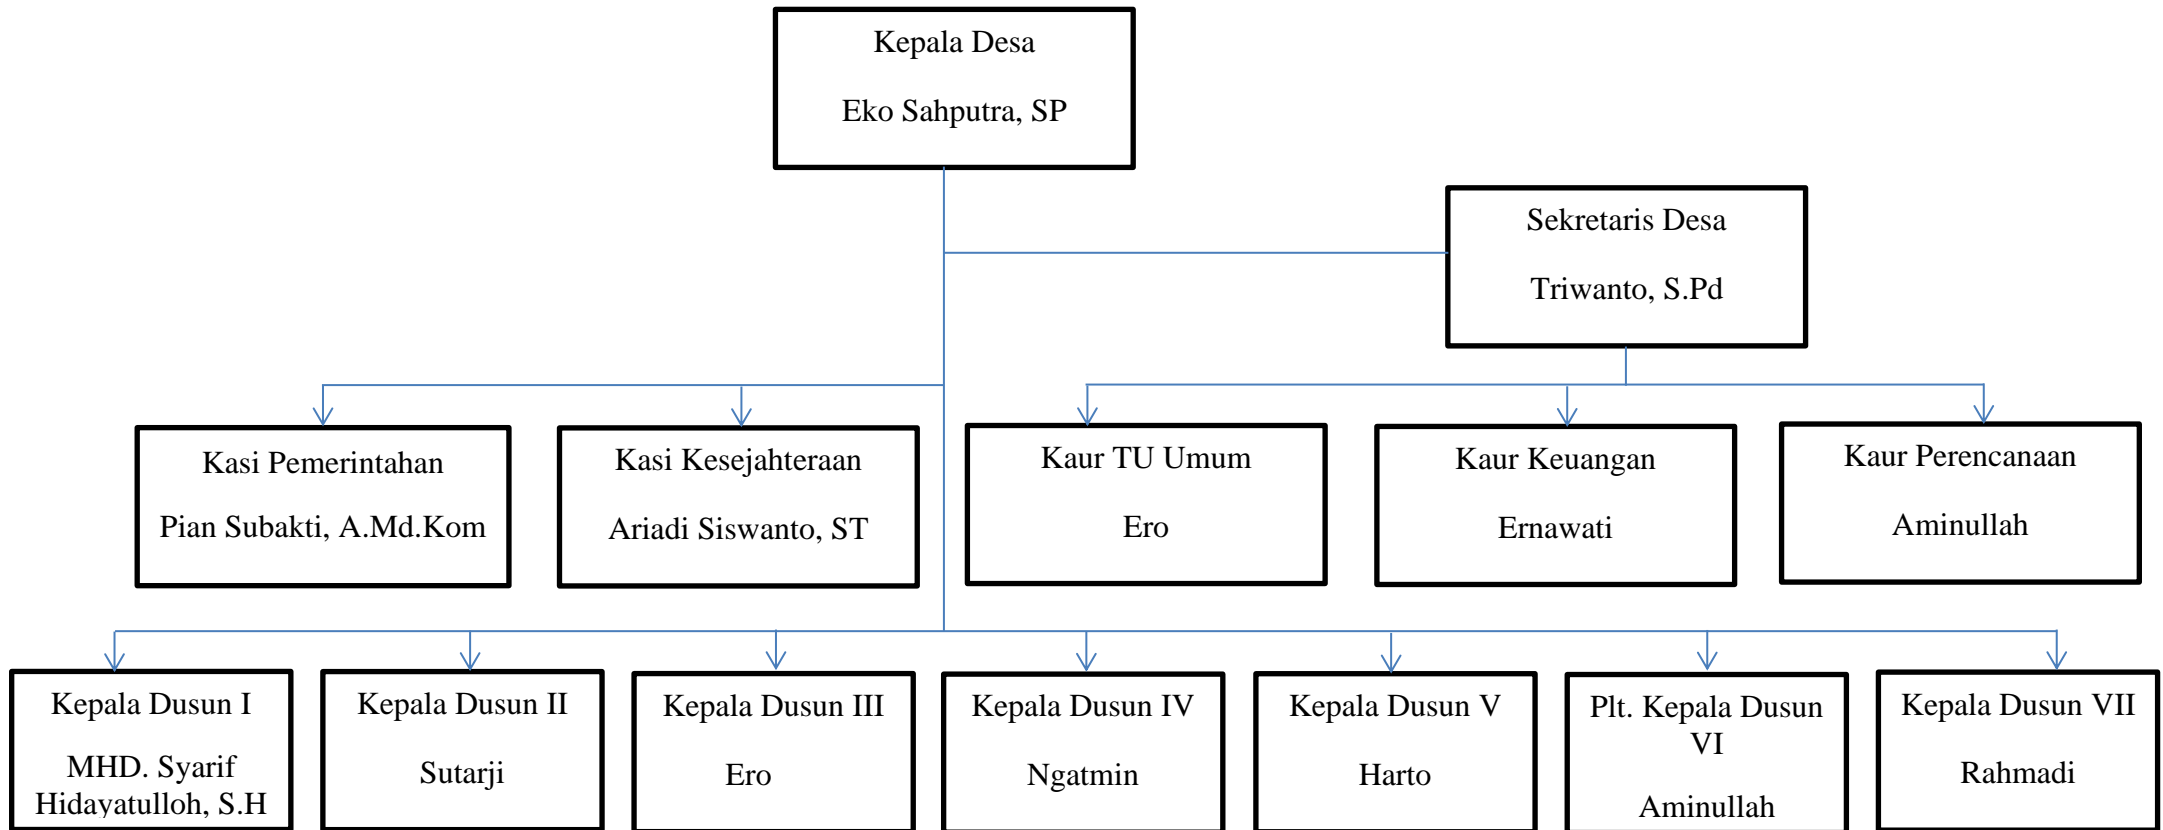 Kepala Desa
Eko Sahputra, SP
Sekretaris Desa
Triwanto, S.Pd
Kasi Pemerintahan
Pian Subakti, A.Md.Kom
Kasi Kesejahteraan
Ariadi Siswanto, ST
Kaur TU Umum
Ero
Kaur Keuangan
Ernawati
Kaur Perencanaan
Aminullah
Kepala Dusun I
MHD. Syarif
Hidayatulloh, S.H
Kepala Dusun II
Sutarji
Kepala Dusun III
Ero
Kepala Dusun IV
Ngatmin
Kepala Dusun V
Harto
Plt. Kepala Dusun
VI
Aminullah
Kepala Dusun VII
Rahmadi